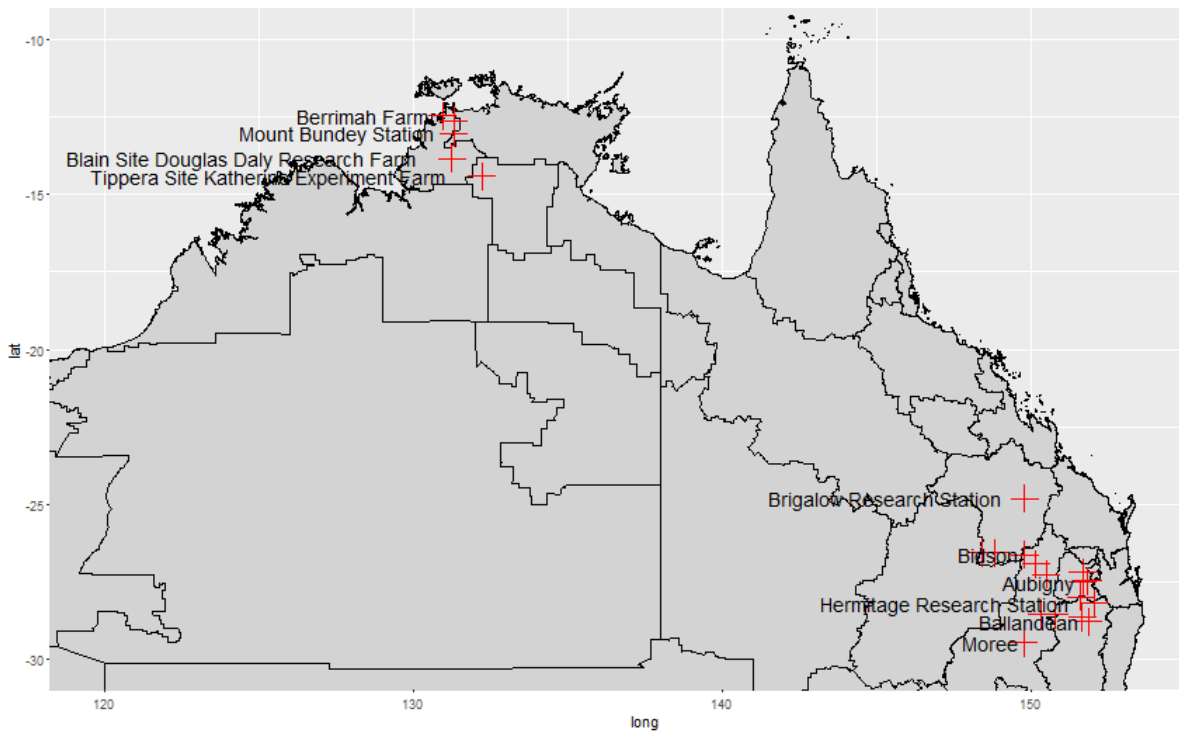 -10
Berrimah Farm
Mount Bundey Station
Blain Site Douglas Daly Research Farm
Tippera Site Katherine Experiment Farm
-15
lat
-20
-25
Brigalow Research Station
Aubigny
Hermitage Research Station
Ballandean
Moree
-30
120
130
140
150
long